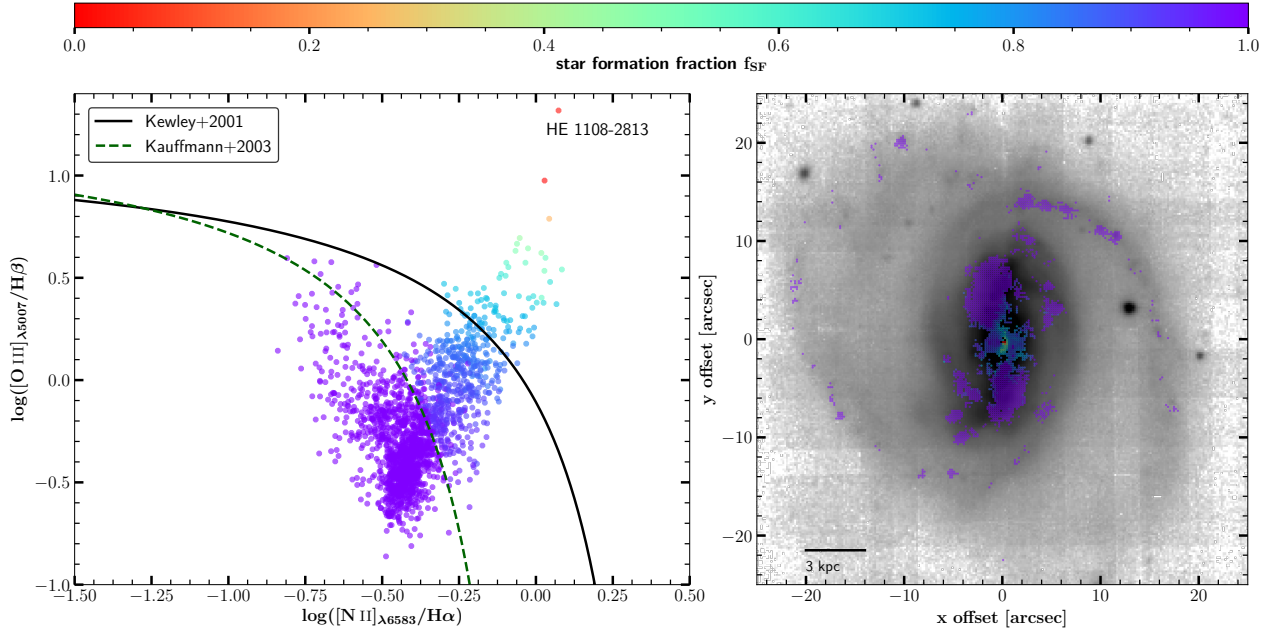 0.0 0.2 0.4 0.6 0.8 1.0
star formation fraction f_SF
Kewley+2001
Kauffmann+2003
HE 1108-2813
1.0
0.5
0.0
−0.5
−1.0
log([O III]λ5007/Hβ)
−1.50 −1.25 −1.00 −0.75 −0.50 −0.25 0.00 0.25 0.50
log([N II]λ6583/Hα)
20
10
0
−10
−20
y offset [arcsec]
3 kpc
−20 −10 0 10 20
x offset [arcsec]